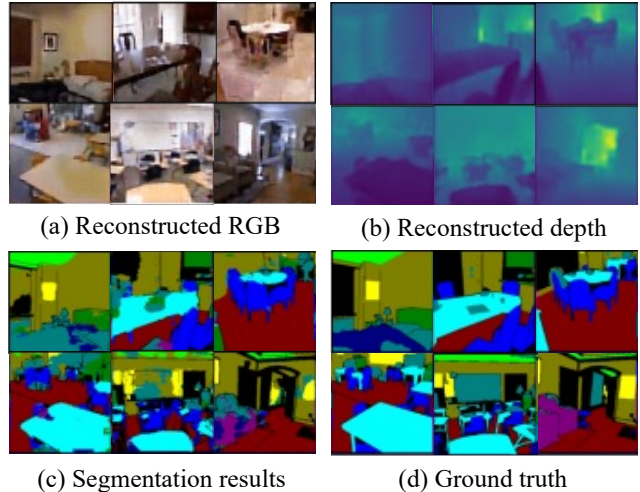 (a) Reconstructed RGB
(b) Reconstructed depth
(c) Segmentation results
(d) Ground truth